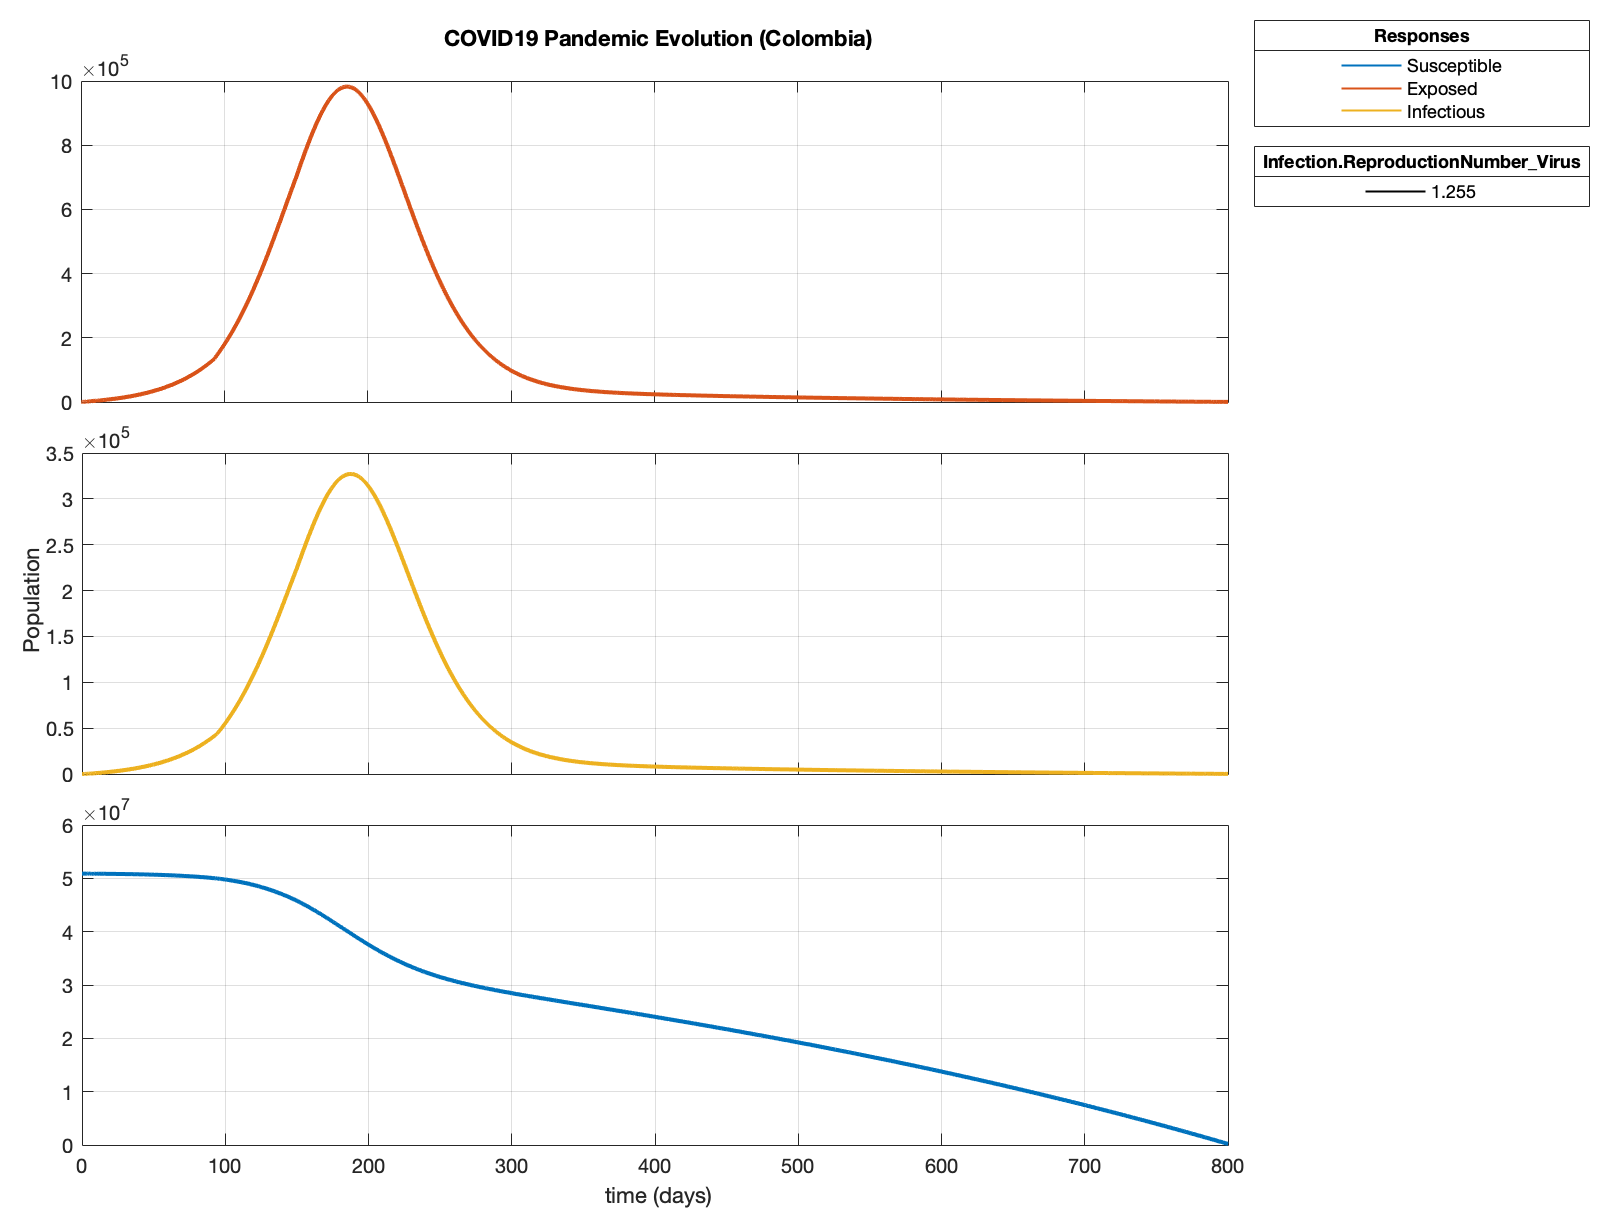 COVID19 Pandemic Evolution (Colombia)
×10^5
10
8
6
4
2
0
×10^5
3.5
3
2.5
2
1.5
1
0.5
0
Population
×10^7
6
5
4
3
2
1
0
0 100 200 300 400 500 600 700 800
time (days)
Responses
Susceptible
Exposed
Infectious
Infection.ReproductionNumber_Virus
1.255